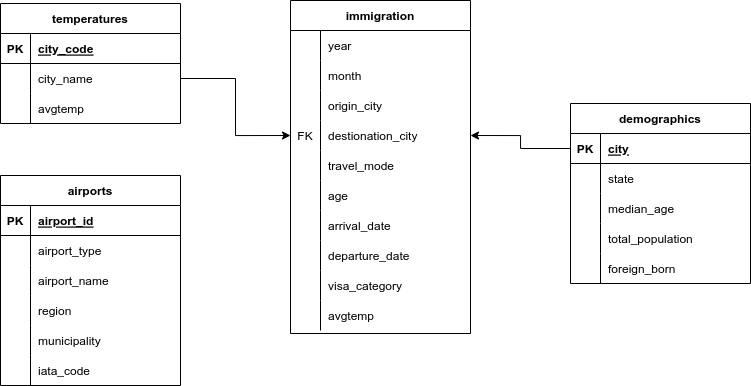 temperatures
PK city_code
city_name
avgtemp
airports
PK airport_id
airport_type
airport_name
region
municipality
iata_code
immigration
year
month
origin_city
FK destionation_city
travel_mode
age
arrival_date
departure_date
visa_category
avgtemp
demographics
PK city
state
median_age
total_population
foreign_born